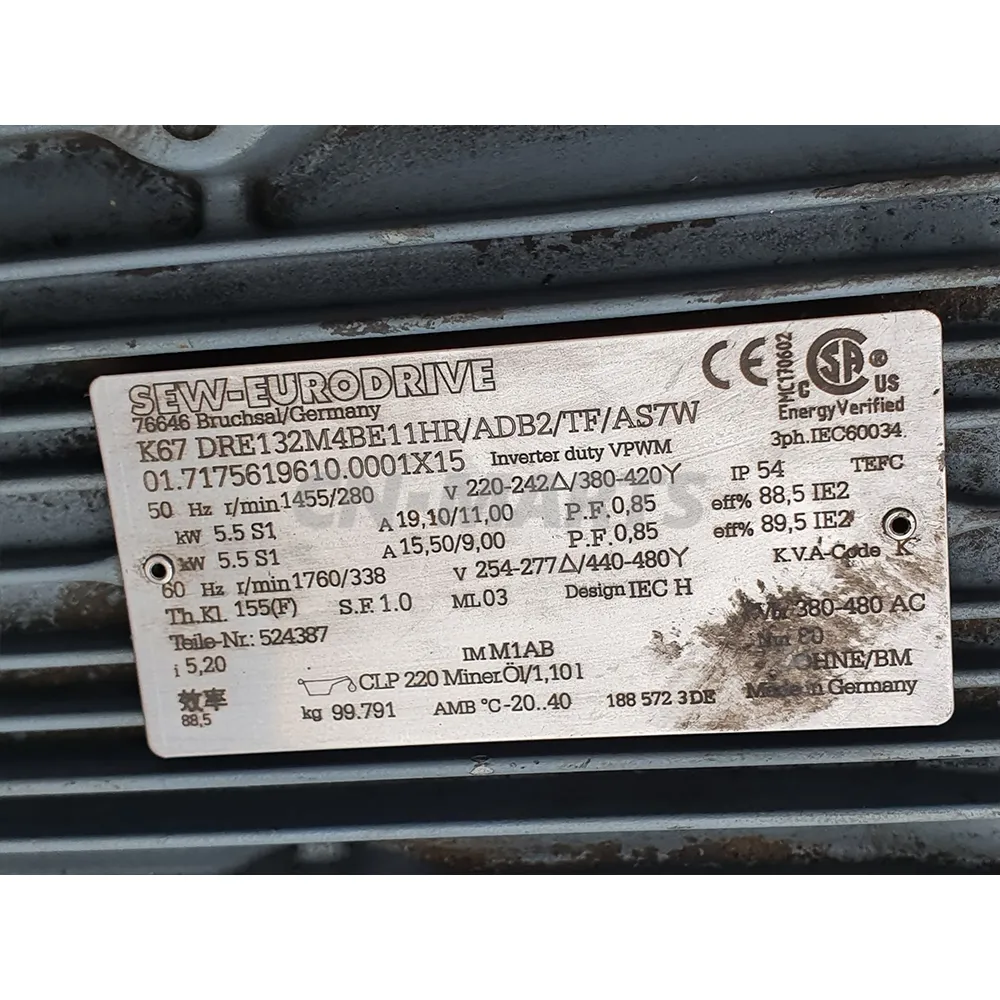 SEW-EURODRIVE
76646 Bruchsal/Germany
CE MC170602 CSA® C US
EnergyVerified
K67 DRE132M4BE11HR/ADB2/TF/AS7W
3ph.IEC60034
01.7175619610.0001X15 Inverter duty VPWM
50 Hz r/min 1455/280 V 220-242△/380-420Y IP 54 TEFC
kW 5.5 S1 A 19,10/11,00 P.F. 0,85 eff% 88,5 IE2
kW 5.5 S1 A 15,50/9,00 P.F. 0,85 eff% 89,5 IE2
60 Hz r/min 1760/338 V 254-277△/440-480Y K.V.A-Code K
Th.Kl. 155(F) S.F. 1.0 ML 03 Design IEC H 380-480 AC
Teile-Nr.: 524387
i 5,20 IM M1AB OHNE/BM
CLP 220 Miner.Öl/1,10 l Made in Germany
效率
88,5 kg 99.791 AMB °C -20..40 188 572 3 DE